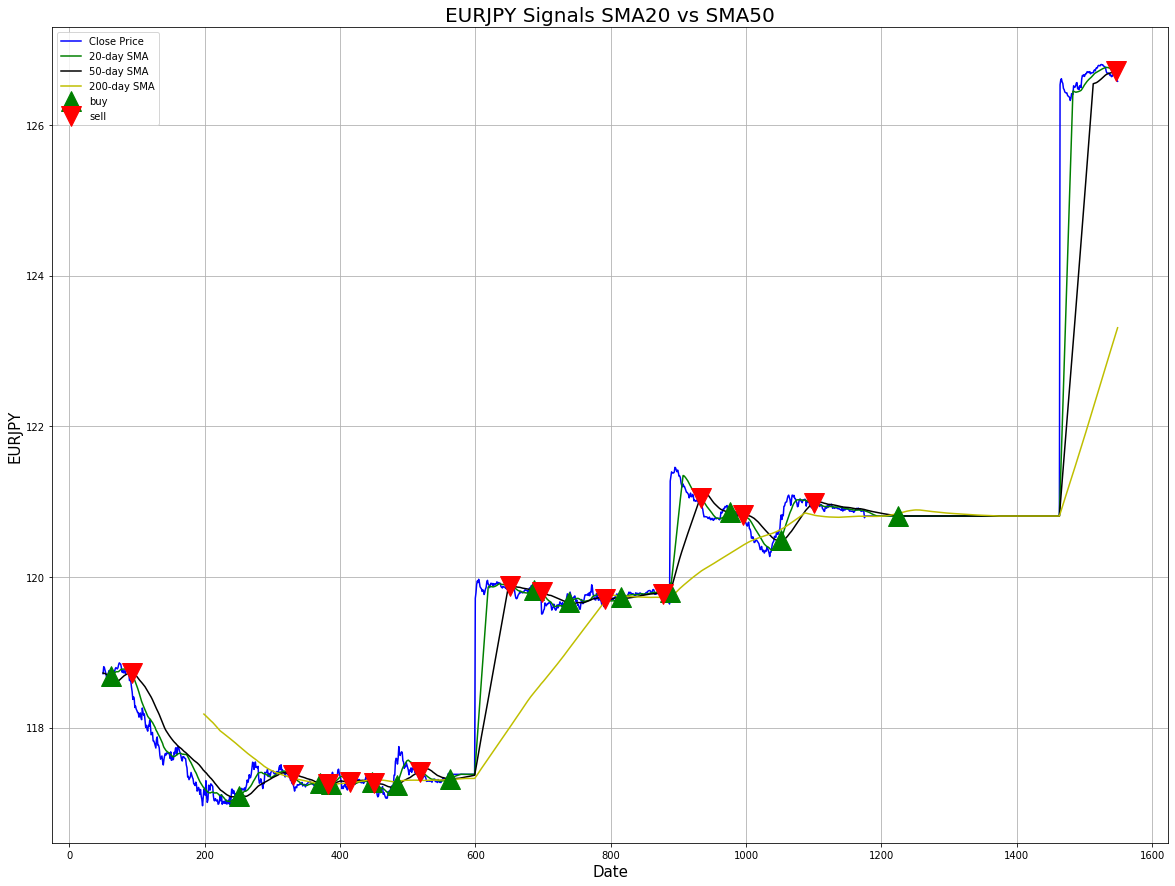 EURJPY Signals SMA20 vs SMA50
Close Price
20-day SMA
50-day SMA
200-day SMA
buy
sell
EURJPY
126
124
122
120
118
0 200 400 600 800 1000 1200 1400 1600
Date